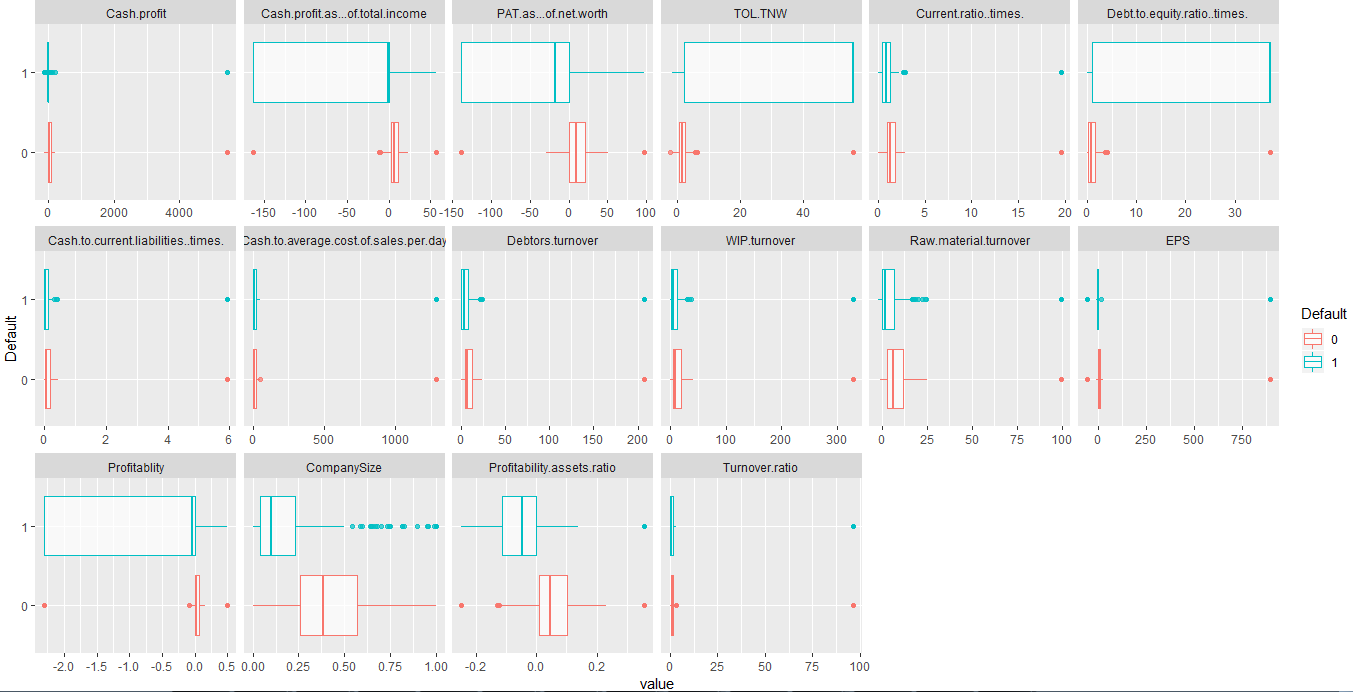 Cash.profit Cash.profit.as...of.total.income PAT.as...of.net.worth TOL.TNW Current.ratio..times. Debt.to.equity.ratio..times.
1
0
0 2000 4000 -150 -100 -50 0 50 -150 -100 -50 0 50 100 0 20 40 0 5 10 15 20 0 10 20 30
Cash.to.current.liabilities..times. Cash.to.average.cost.of.sales.per.day Debtors.turnover WIP.turnover Raw.material.turnover EPS
1
0
0 2 4 6 0 500 1000 0 50 100 150 200 0 100 200 300 0 25 50 75 100 0 250 500 750
Profitablity CompanySize Profitability.assets.ratio Turnover.ratio
1
0
-2.0 -1.5 -1.0 -0.5 0.0 0.5 0.00 0.25 0.50 0.75 1.00 -0.2 0.0 0.2 0 25 50 75 100
value
Default
Default
0
1